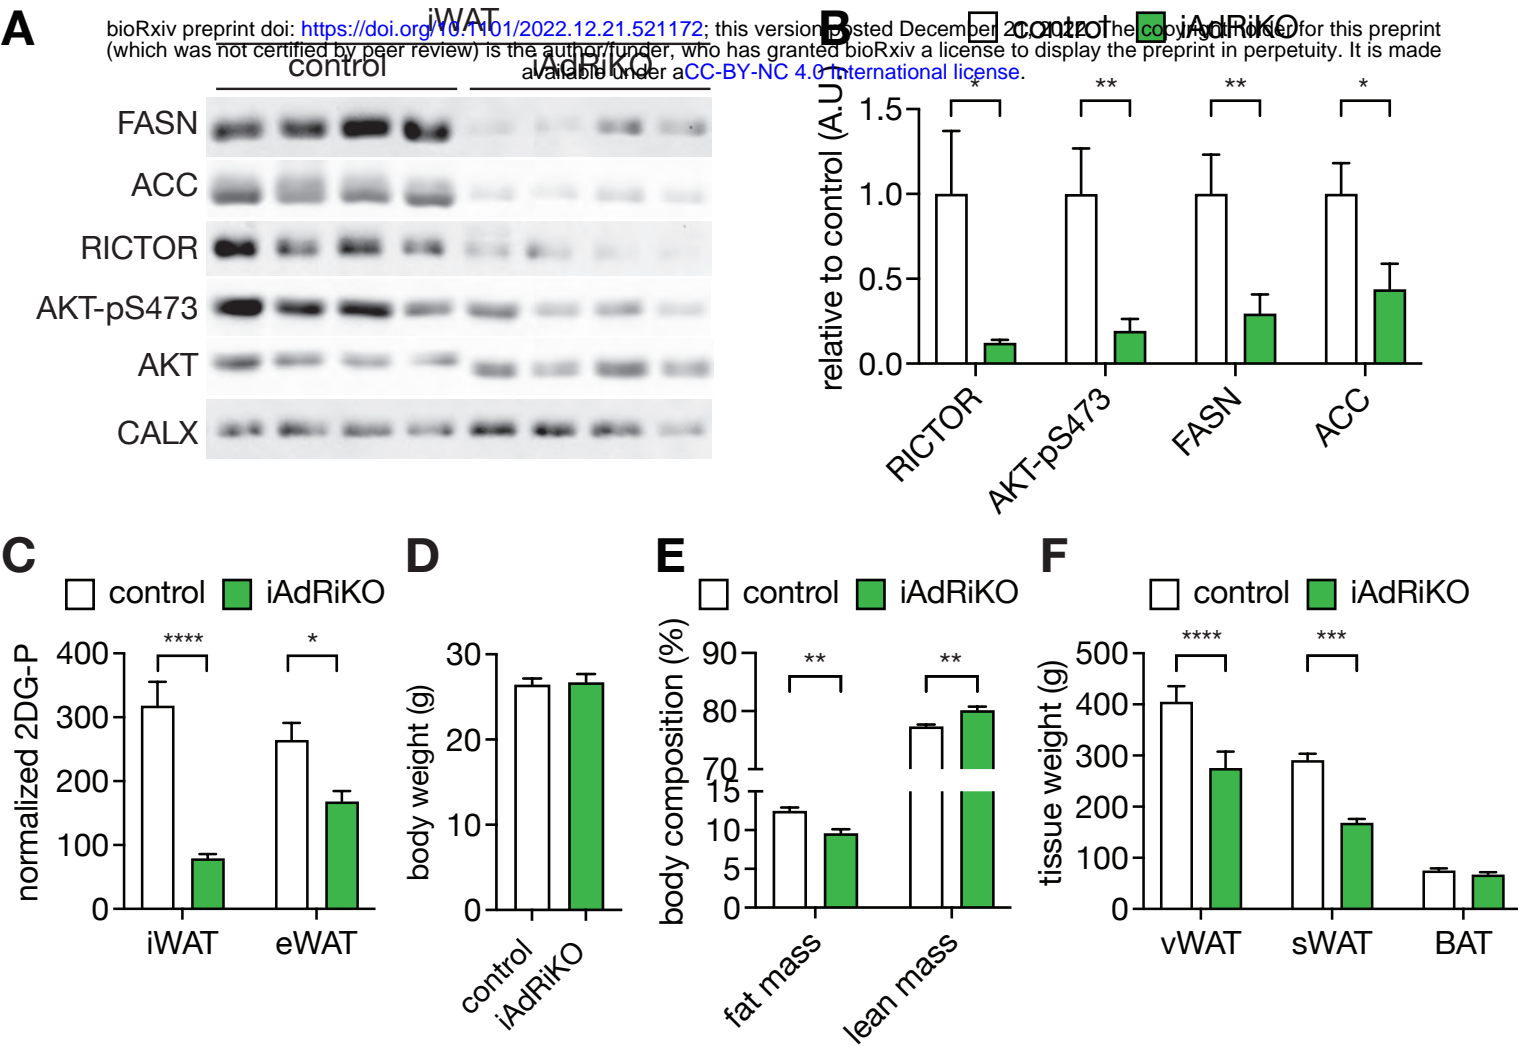 A
iWAT
bioRxiv preprint doi: https://doi.org/10.1101/2022.12.21.521172; this version posted December 21, 2022. The copyright holder for this preprint
(which was not certified by peer review) is the author/funder, who has granted bioRxiv a license to display the preprint in perpetuity. It is made
available under aCC-BY-NC 4.0 International license.
control iAdRiKO
FASN
ACC
RICTOR
AKT-pS473
AKT
CALX
B
control iAdRiKO
relative to control (A.U.)
* ** ** *
1.5
1.0
0.5
0.0
RICTOR AKT-pS473 FASN ACC
C
control iAdRiKO
normalized 2DG-P
**** *
400
300
200
100
0
iWAT eWAT
D
body weight (g)
30
20
10
0
control iAdRiKO
E
control iAdRiKO
body composition (%)
** **
90
80
70
15
10
5
0
fat mass lean mass
F
control iAdRiKO
tissue weight (g)
**** ***
500
400
300
200
100
0
vWAT sWAT BAT